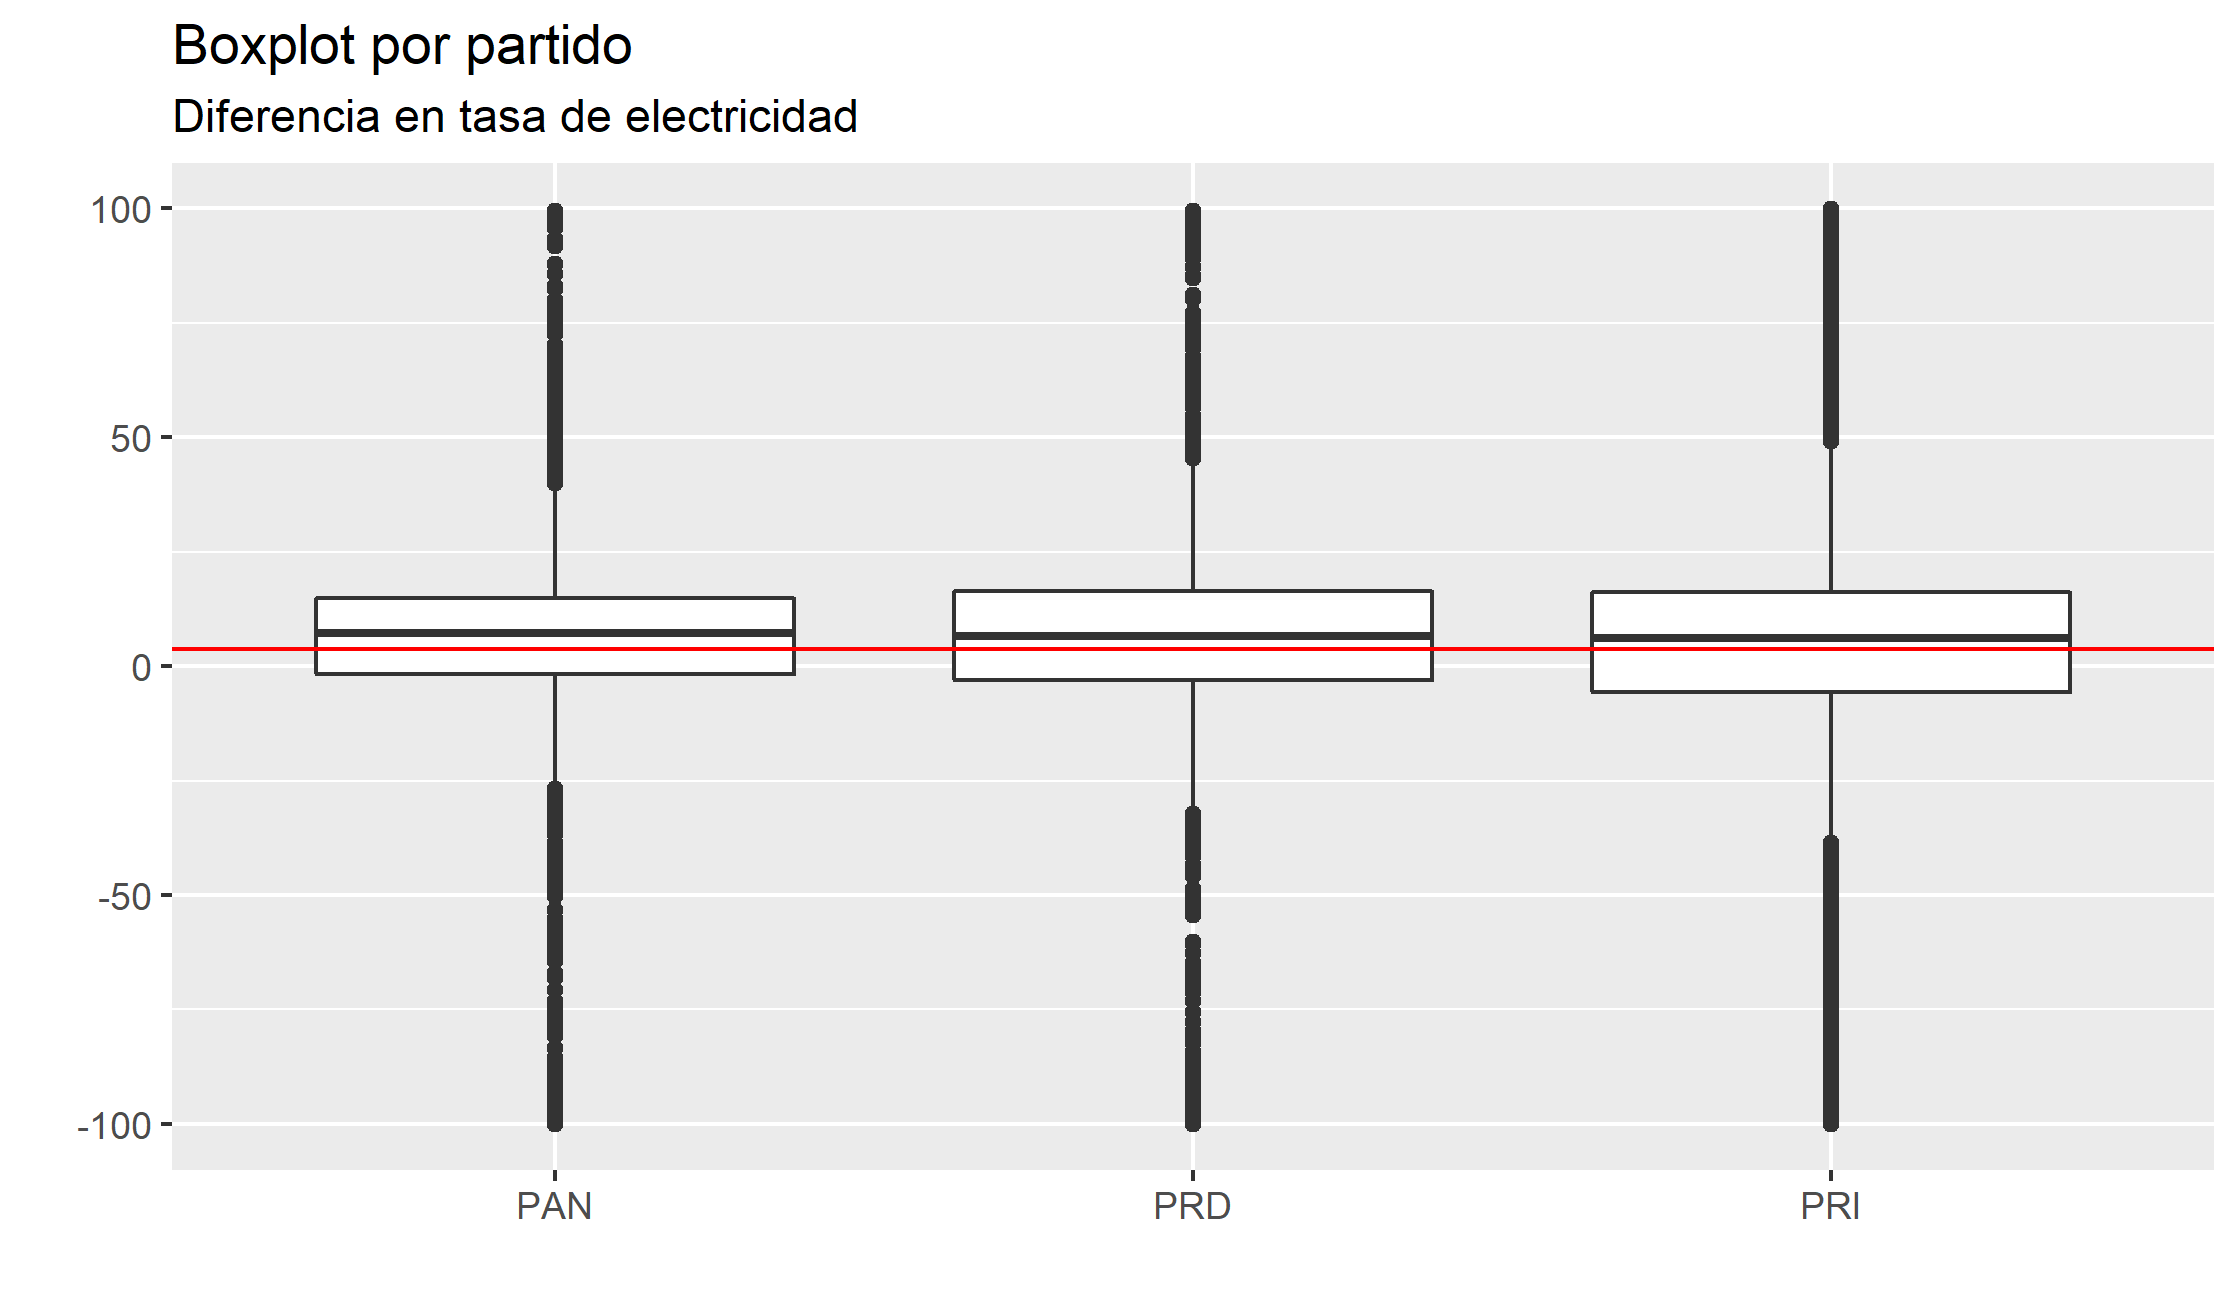 Boxplot por partido
Diferencia en tasa de electricidad
100
50
0
-50
-100
PAN
PRD
PRI